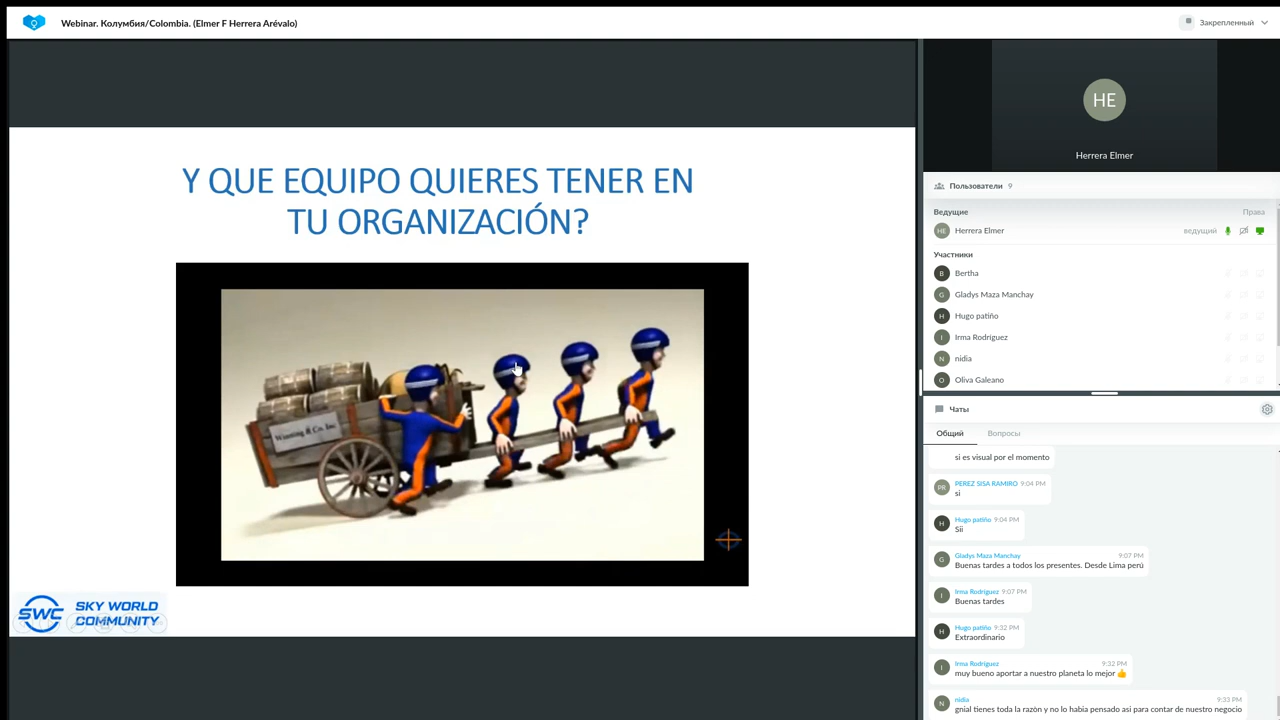 Webinar. Колумбия/Colombia. (Elmer F Herrera Arévalo)
Закрепленный
Y QUE EQUIPO QUIERES TENER EN
TU ORGANIZACIÓN?
Winning & Co. Inc.
SWC SKY WORLD
COMMUNITY
HE
Herrera Elmer
Пользователи 9
Ведущие Права
HE Herrera Elmer ведущий
Участники
B Bertha
G Gladys Maza Manchay
H Hugo patiño
I Irma Rodríguez
N nidia
O Oliva Galeano
Чаты
Общий Вопросы
si es visual por el momento
PR PEREZ SISA RAMIRO 9:04 PM
si
H Hugo patiño 9:04 PM
Sii
G Gladys Maza Manchay 9:07 PM
Buenas tardes a todos los presentes. Desde Lima perú
I Irma Rodríguez 9:07 PM
Buenas tardes
H Hugo patiño 9:32 PM
Extraordinario
I Irma Rodríguez 9:32 PM
muy bueno aportar a nuestro planeta lo mejor 👍
N nidia 9:33 PM
gnial tienes toda la razón y no lo habia pensado asi para contar de nuestro negocio